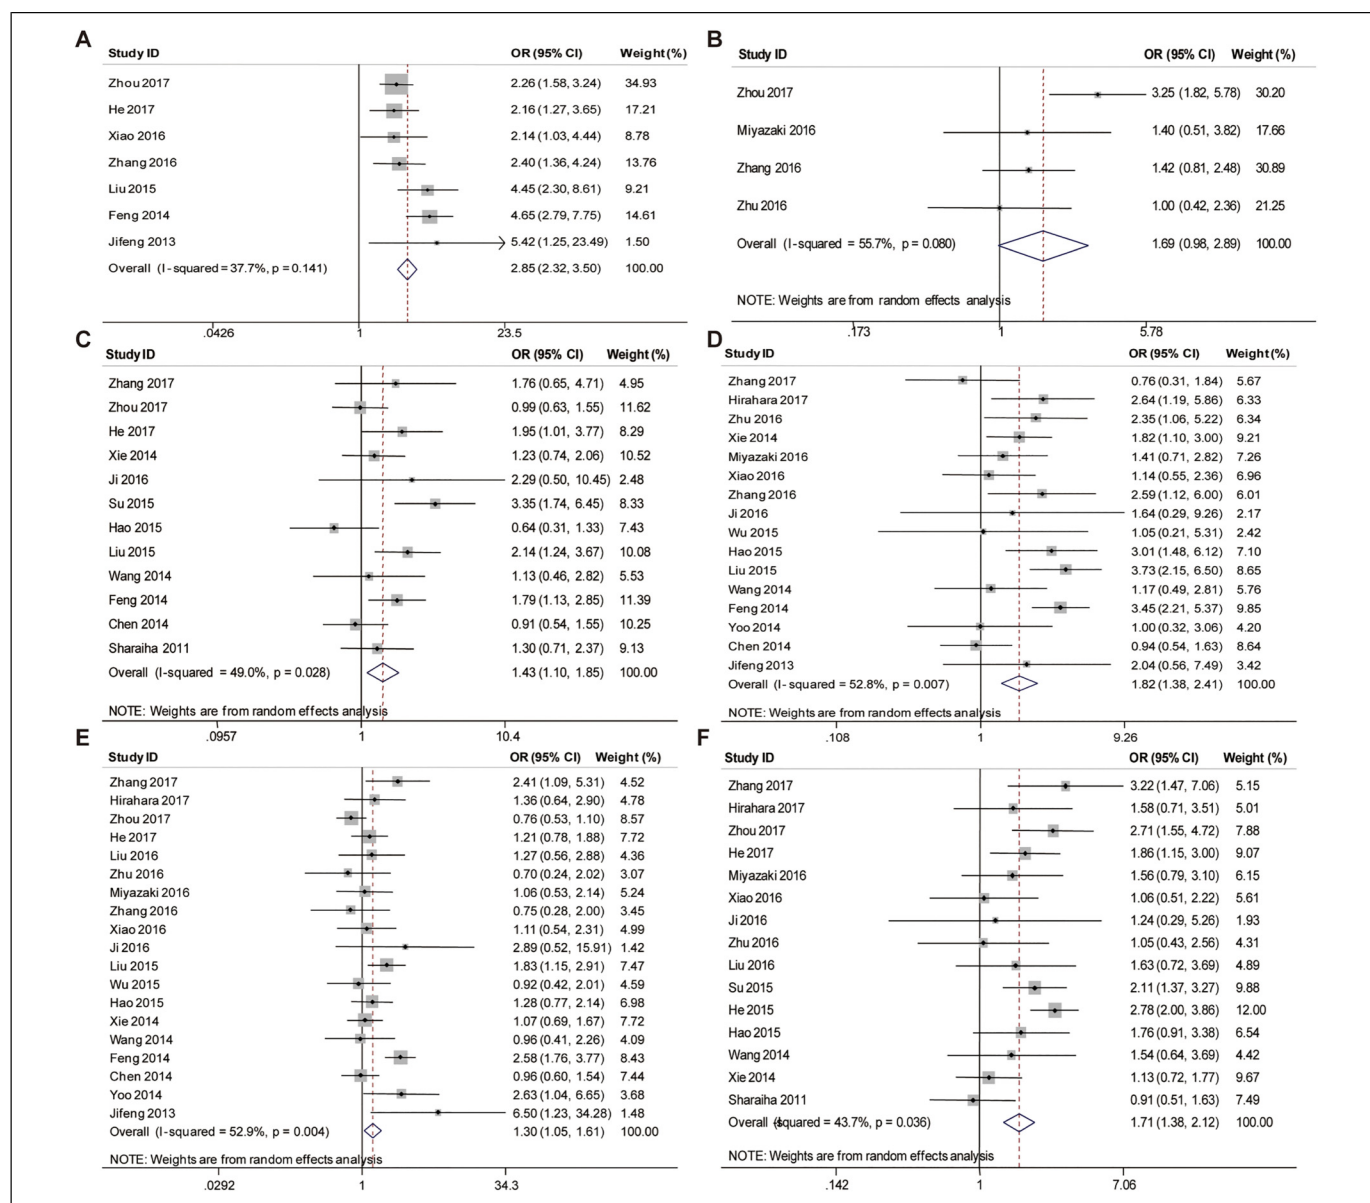 A
Study ID OR (95% CI) Weight (%)
Zhou 2017 2.26 (1.58, 3.24) 34.93
He 2017 2.16 (1.27, 3.65) 17.21
Xiao 2016 2.14 (1.03, 4.44) 8.78
Zhang 2016 2.40 (1.36, 4.24) 13.76
Liu 2015 4.45 (2.30, 8.61) 9.21
Feng 2014 4.65 (2.79, 7.75) 14.61
Jifeng 2013 5.42 (1.25, 23.49) 1.50
Overall (I-squared = 37.7%, p = 0.141) 2.85 (2.32, 3.50) 100.00
.0426 1 23.5
B
Study ID OR (95% CI) Weight (%)
Zhou 2017 3.25 (1.82, 5.78) 30.20
Miyazaki 2016 1.40 (0.51, 3.82) 17.66
Zhang 2016 1.42 (0.81, 2.48) 30.89
Zhu 2016 1.00 (0.42, 2.36) 21.25
Overall (I-squared = 55.7%, p = 0.080) 1.69 (0.98, 2.89) 100.00
NOTE: Weights are from random effects analysis
.173 1 5.78
C
Study ID OR (95% CI) Weight (%)
Zhang 2017 1.76 (0.65, 4.71) 4.95
Zhou 2017 0.99 (0.63, 1.55) 11.62
He 2017 1.95 (1.01, 3.77) 8.29
Xie 2014 1.23 (0.74, 2.06) 10.52
Ji 2016 2.29 (0.50, 10.45) 2.48
Su 2015 3.35 (1.74, 6.45) 8.33
Hao 2015 0.64 (0.31, 1.33) 7.43
Liu 2015 2.14 (1.24, 3.67) 10.08
Wang 2014 1.13 (0.46, 2.82) 5.53
Feng 2014 1.79 (1.13, 2.85) 11.39
Chen 2014 0.91 (0.54, 1.55) 10.25
Sharaiha 2011 1.30 (0.71, 2.37) 9.13
Overall (I-squared = 49.0%, p = 0.028) 1.43 (1.10, 1.85) 100.00
NOTE: Weights are from random effects analysis
.0957 1 10.4
D
Study ID OR (95% CI) Weight (%)
Zhang 2017 0.76 (0.31, 1.84) 5.67
Hirahara 2017 2.64 (1.19, 5.86) 6.33
Zhu 2016 2.35 (1.06, 5.22) 6.34
Xie 2014 1.82 (1.10, 3.00) 9.21
Miyazaki 2016 1.41 (0.71, 2.82) 7.26
Xiao 2016 1.14 (0.55, 2.36) 6.96
Zhang 2016 2.59 (1.12, 6.00) 6.01
Ji 2016 1.64 (0.29, 9.26) 2.17
Wu 2015 1.05 (0.21, 5.31) 2.42
Hao 2015 3.01 (1.48, 6.12) 7.10
Liu 2015 3.73 (2.15, 6.50) 8.65
Wang 2014 1.17 (0.49, 2.81) 5.76
Feng 2014 3.45 (2.21, 5.37) 9.85
Yoo 2014 1.00 (0.32, 3.06) 4.20
Chen 2014 0.94 (0.54, 1.63) 8.64
Jifeng 2013 2.04 (0.56, 7.49) 3.42
Overall (I-squared = 52.8%, p = 0.007) 1.82 (1.38, 2.41) 100.00
NOTE: Weights are from random effects analysis
.108 1 9.26
E
Study ID OR (95% CI) Weight (%)
Zhang 2017 2.41 (1.09, 5.31) 4.52
Hirahara 2017 1.36 (0.64, 2.90) 4.78
Zhou 2017 0.76 (0.53, 1.10) 8.57
He 2017 1.21 (0.78, 1.88) 7.72
Liu 2016 1.27 (0.56, 2.88) 4.36
Zhu 2016 0.70 (0.24, 2.02) 3.07
Miyazaki 2016 1.06 (0.53, 2.14) 5.24
Zhang 2016 0.75 (0.28, 2.00) 3.45
Xiao 2016 1.11 (0.54, 2.31) 4.99
Ji 2016 2.89 (0.52, 15.91) 1.42
Liu 2015 1.83 (1.15, 2.91) 7.47
Wu 2015 0.92 (0.42, 2.01) 4.59
Hao 2015 1.28 (0.77, 2.14) 6.98
Xie 2014 1.07 (0.69, 1.67) 7.72
Wang 2014 0.96 (0.41, 2.26) 4.09
Feng 2014 2.58 (1.76, 3.77) 8.43
Chen 2014 0.96 (0.60, 1.54) 7.44
Yoo 2014 2.63 (1.04, 6.65) 3.68
Jifeng 2013 6.50 (1.23, 34.28) 1.48
Overall (I-squared = 52.9%, p = 0.004) 1.30 (1.05, 1.61) 100.00
NOTE: Weights are from random effects analysis
.0292 1 34.3
F
Study ID OR (95% CI) Weight (%)
Zhang 2017 3.22 (1.47, 7.06) 5.15
Hirahara 2017 1.58 (0.71, 3.51) 5.01
Zhou 2017 2.71 (1.55, 4.72) 7.88
He 2017 1.86 (1.15, 3.00) 9.07
Miyazaki 2016 1.56 (0.79, 3.10) 6.15
Xiao 2016 1.06 (0.51, 2.22) 5.61
Ji 2016 1.24 (0.29, 5.26) 1.93
Zhu 2016 1.05 (0.43, 2.56) 4.31
Liu 2016 1.63 (0.72, 3.69) 4.89
Su 2015 2.11 (1.37, 3.27) 9.88
He 2015 2.78 (2.00, 3.86) 12.00
Hao 2015 1.76 (0.91, 3.38) 6.54
Wang 2014 1.54 (0.64, 3.69) 4.42
Xie 2014 1.13 (0.72, 1.77) 9.67
Sharaiha 2011 0.91 (0.51, 1.63) 7.49
Overall (I-squared = 43.7%, p = 0.036) 1.71 (1.38, 2.12) 100.00
NOTE: Weights are from random effects analysis
.142 1 7.06